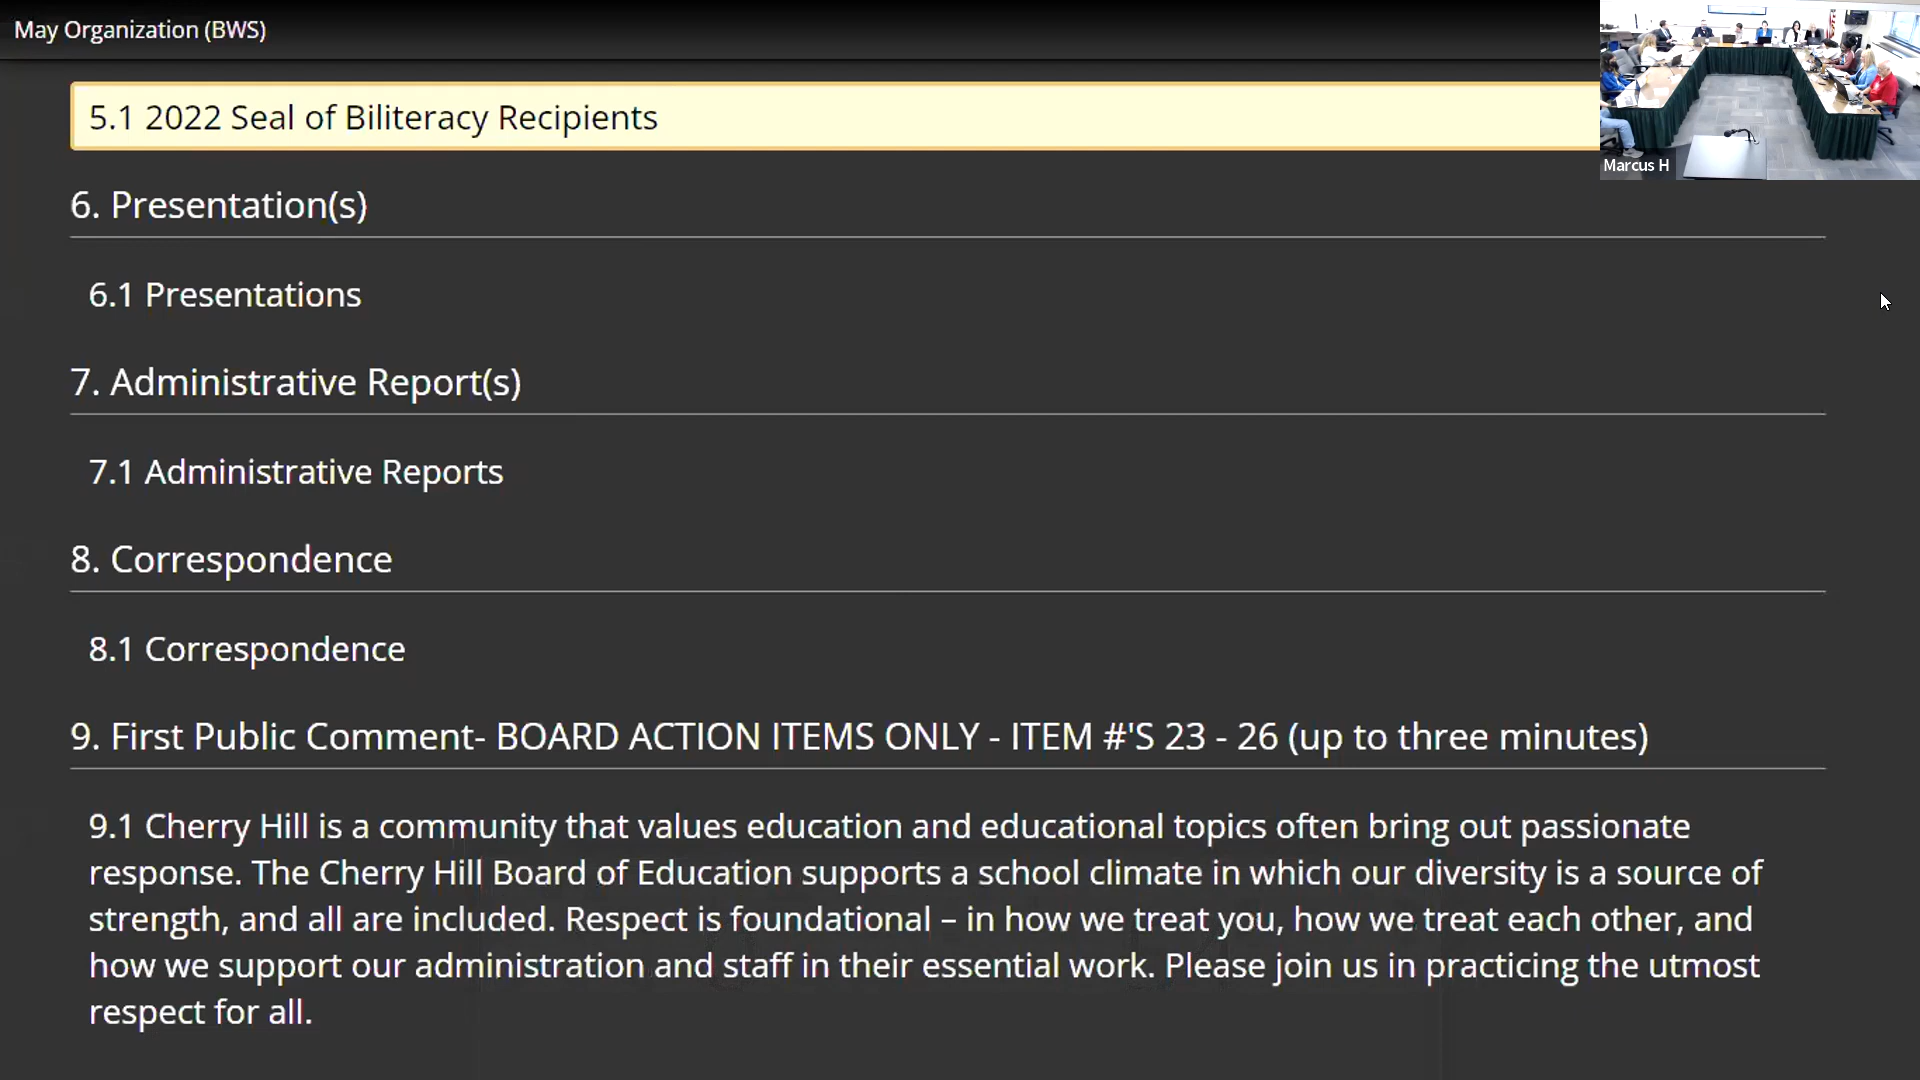 May Organization (BWS)
5.1 2022 Seal of Biliteracy Recipients
Marcus H
6. Presentation(s)
6.1 Presentations
7. Administrative Report(s)
7.1 Administrative Reports
8. Correspondence
8.1 Correspondence
9. First Public Comment- BOARD ACTION ITEMS ONLY - ITEM #'S 23 - 26 (up to three minutes)
9.1 Cherry Hill is a community that values education and educational topics often bring out passionate
response. The Cherry Hill Board of Education supports a school climate in which our diversity is a source of
strength, and all are included. Respect is foundational – in how we treat you, how we treat each other, and
how we support our administration and staff in their essential work. Please join us in practicing the utmost
respect for all.